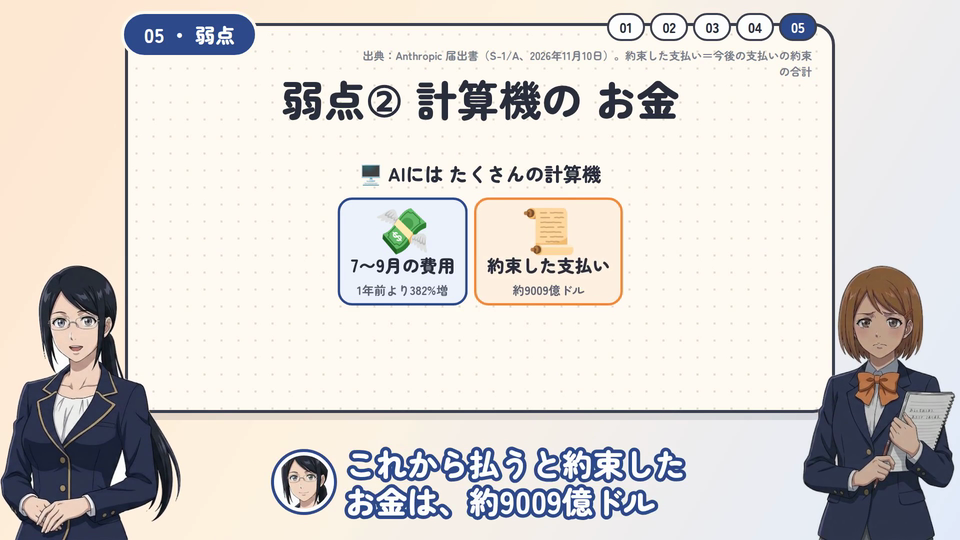 05・弱点
01 02 03 04 05
出典：Anthropic 届出書（S-1/A、2026年11月10日）。約束した支払い＝今後の支払いの約束
の合計
弱点② 計算機の お金
AIには たくさんの計算機
7〜9月の費用
1年前より382%増
約束した支払い
約9009億ドル
これから払うと約束した
お金は、約9009億ドル